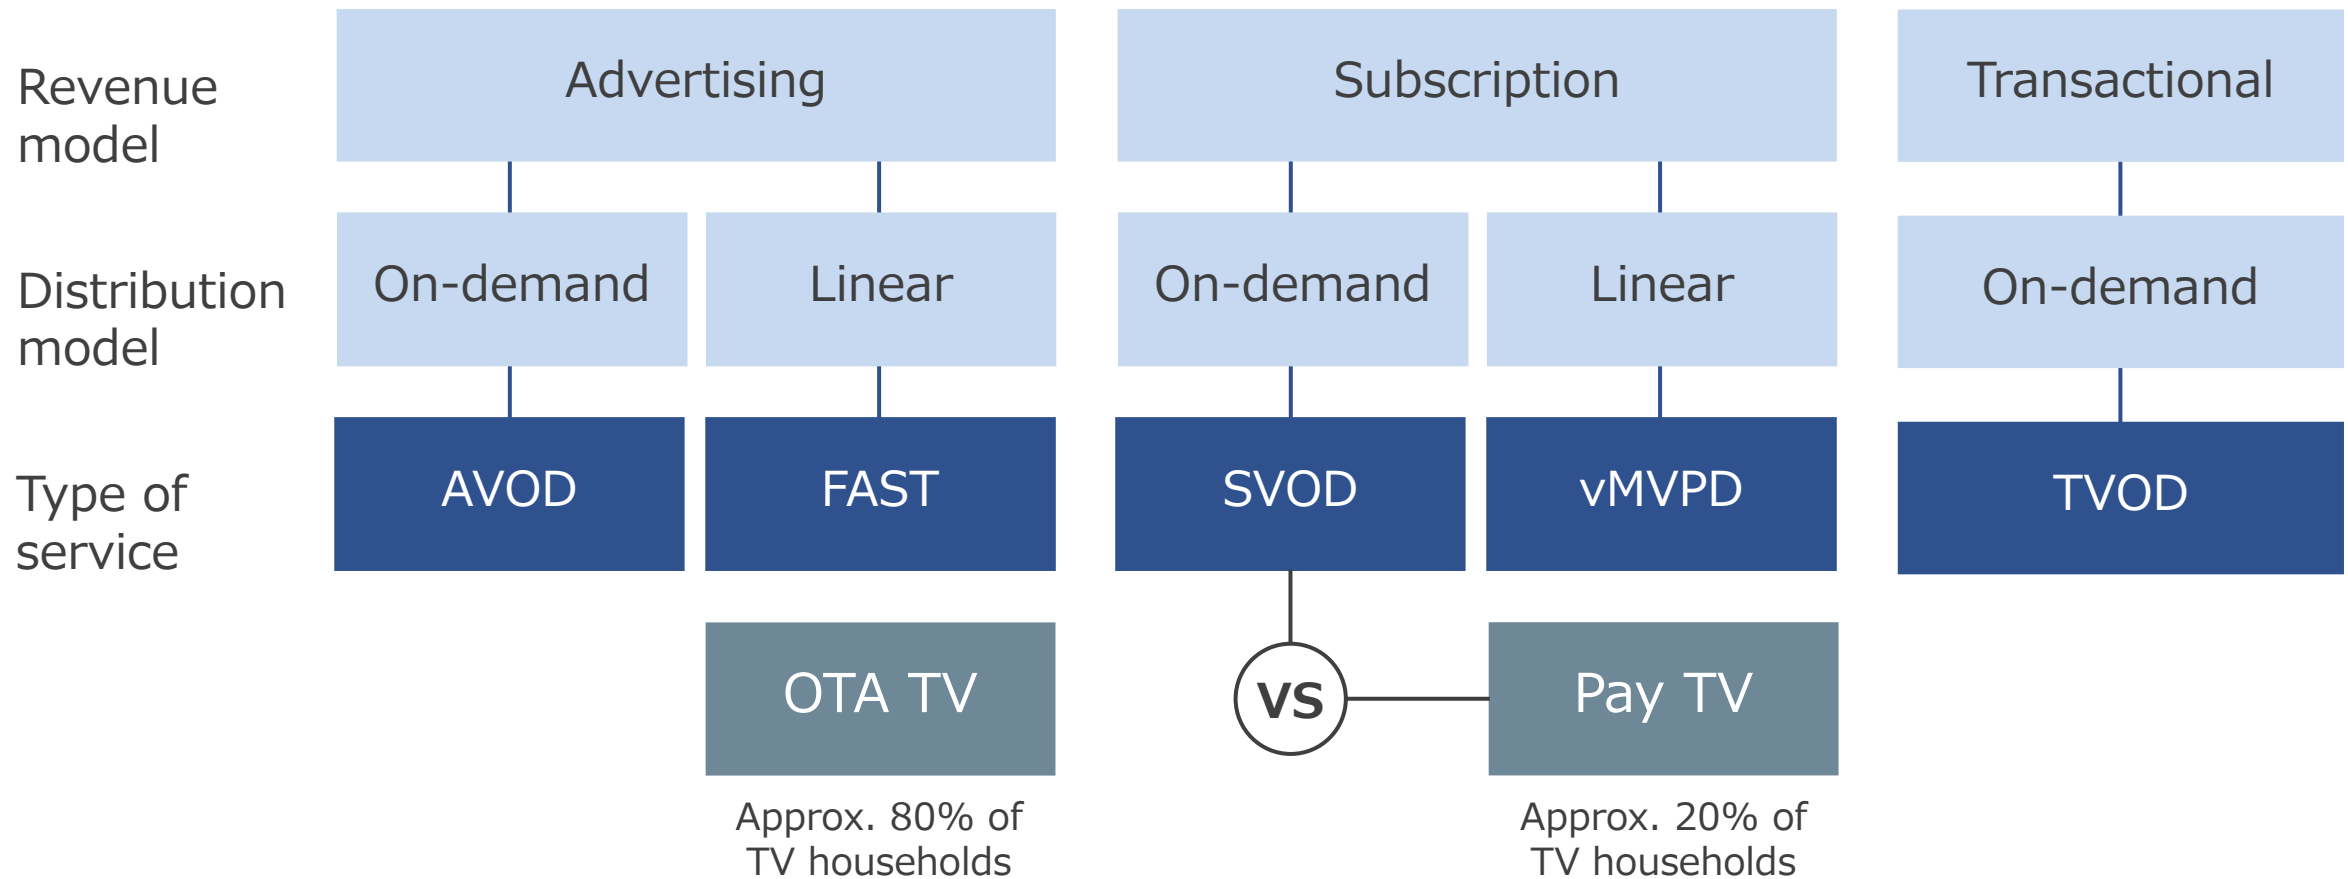 Revenue
model
Advertising
Subscription
Transactional
Distribution
model
On-demand
Linear
On-demand
Linear
On-demand
Type of
service
AVOD
FAST
SVOD
vMVPD
TVOD
OTA TV
VS
Pay TV
Approx. 80% of
TV households
Approx. 20% of
TV households